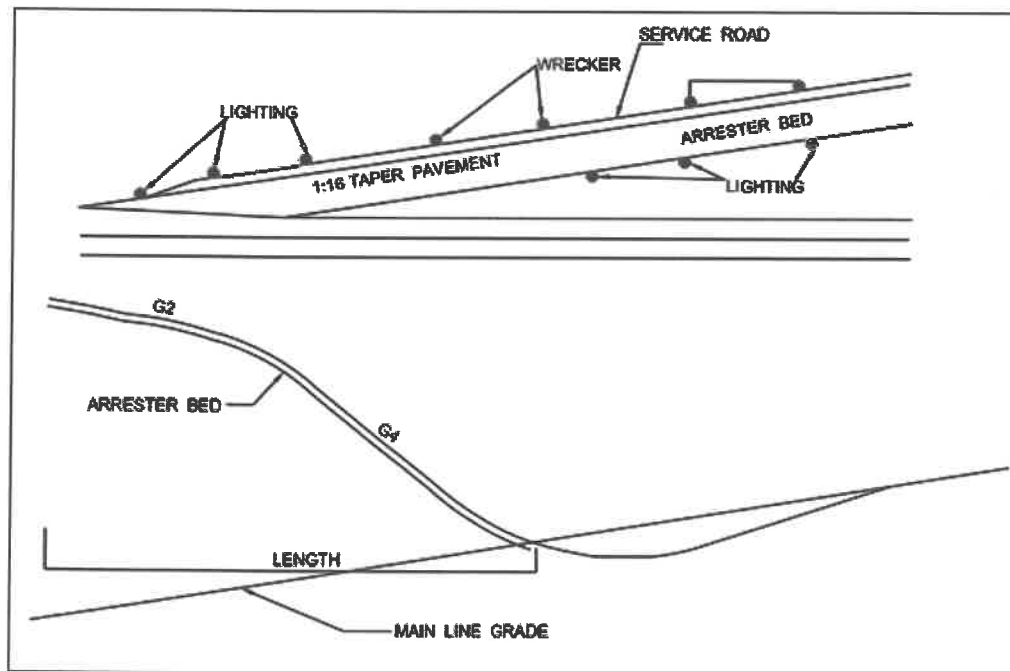 SERVICE ROAD
WRECKER
LIGHTING
ARRESTER BED
1:16 TAPER PAVEMENT
LIGHTING
G2
ARRESTER BED
G4
LENGTH
MAIN LINE GRADE